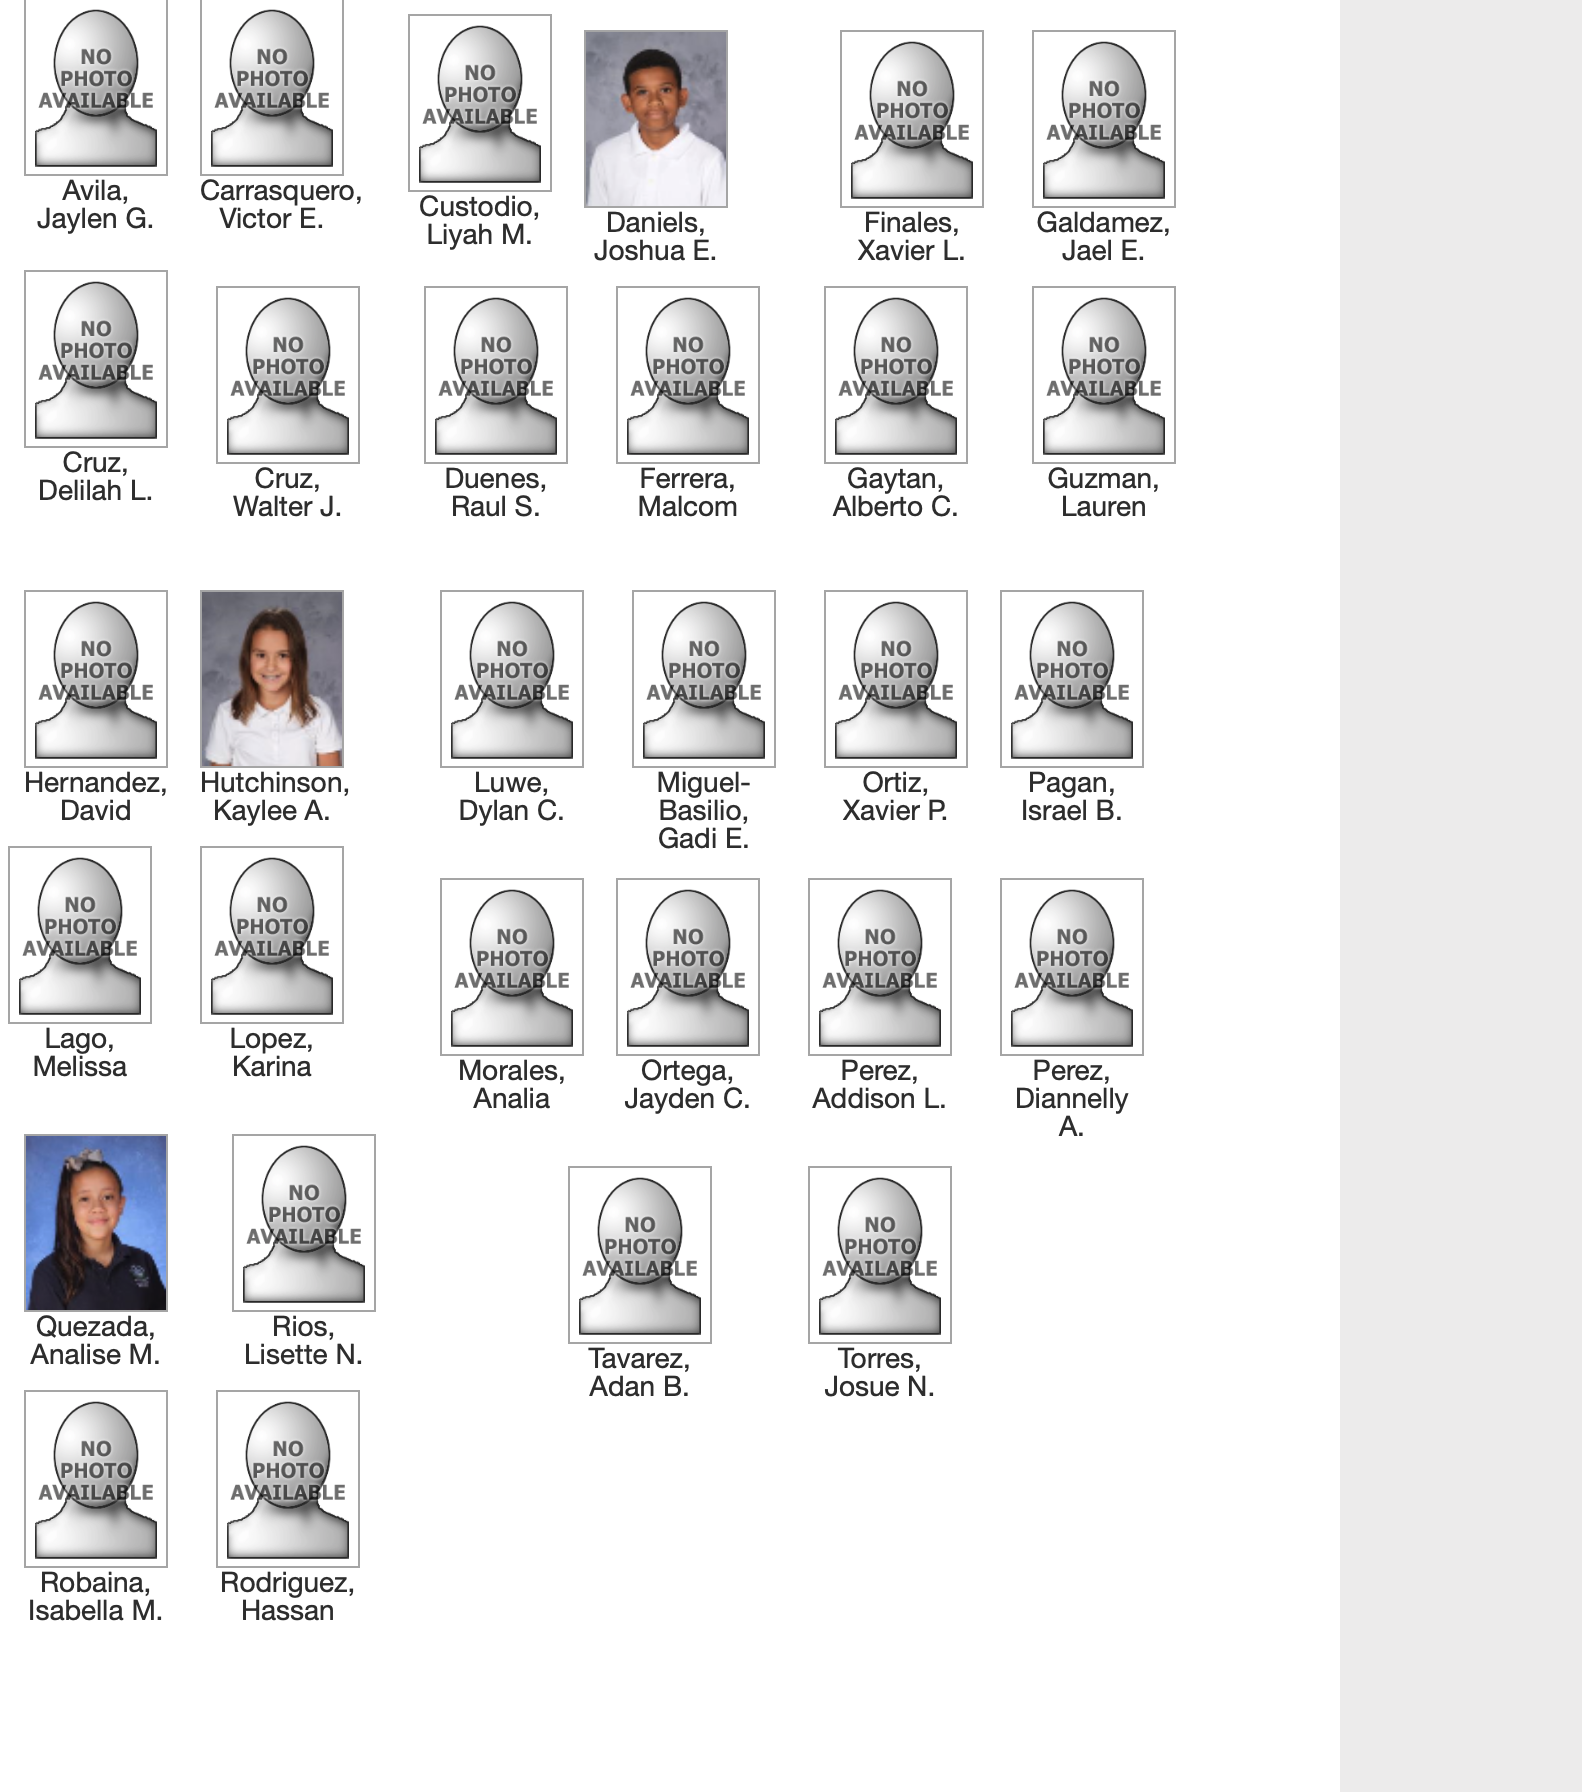 NO
PHOTO
AVAILABLE
Avila,
Jaylen G.
NO
PHOTO
AVAILABLE
Carrasquero,
Victor E.
NO
PHOTO
AVAILABLE
Custodio,
Liyah M.
Daniels,
Joshua E.
NO
PHOTO
AVAILABLE
Finales,
Xavier L.
NO
PHOTO
AVAILABLE
Galdamez,
Jael E.
NO
PHOTO
AVAILABLE
Cruz,
Delilah L.
NO
PHOTO
AVAILABLE
Cruz,
Walter J.
NO
PHOTO
AVAILABLE
Duenes,
Raul S.
NO
PHOTO
AVAILABLE
Ferrera,
Malcom
NO
PHOTO
AVAILABLE
Gaytan,
Alberto C.
NO
PHOTO
AVAILABLE
Guzman,
Lauren
NO
PHOTO
AVAILABLE
Hernandez,
David
Hutchinson,
Kaylee A.
NO
PHOTO
AVAILABLE
Luwe,
Dylan C.
NO
PHOTO
AVAILABLE
Miguel-
Basilio,
Gadi E.
NO
PHOTO
AVAILABLE
Ortiz,
Xavier P.
NO
PHOTO
AVAILABLE
Pagan,
Israel B.
NO
PHOTO
AVAILABLE
Lago,
Melissa
NO
PHOTO
AVAILABLE
Lopez,
Karina
NO
PHOTO
AVAILABLE
Morales,
Analia
NO
PHOTO
AVAILABLE
Ortega,
Jayden C.
NO
PHOTO
AVAILABLE
Perez,
Addison L.
NO
PHOTO
AVAILABLE
Perez,
Diannelly
A.
Quezada,
Analise M.
NO
PHOTO
AVAILABLE
Rios,
Lisette N.
NO
PHOTO
AVAILABLE
Tavarez,
Adan B.
NO
PHOTO
AVAILABLE
Torres,
Josue N.
NO
PHOTO
AVAILABLE
Robaina,
Isabella M.
NO
PHOTO
AVAILABLE
Rodriguez,
Hassan